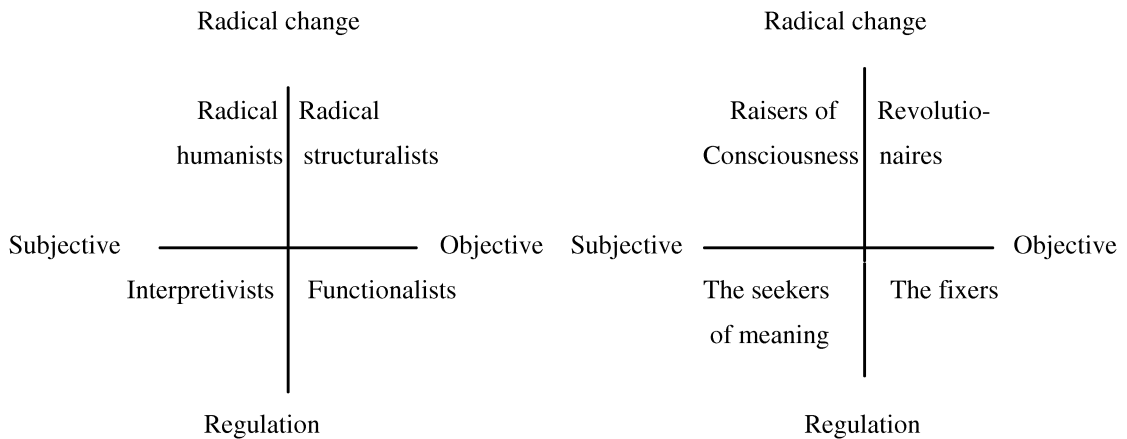 Radical change
Radical
Radical
humanists
structuralists
Subjective
Objective
Interpretivists
Functionalists
Regulation
Radical change
Raisers of
Revolutio-
Consciousness
naires
Subjective
Objective
The seekers
The fixers
of meaning
Regulation